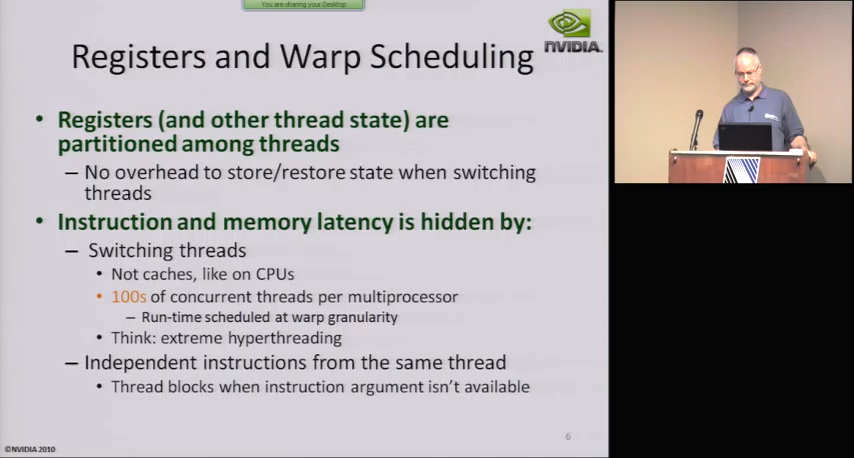 You are sharing your Desktop
NVIDIA.
Registers and Warp Scheduling
• Registers (and other thread state) are
partitioned among threads
– No overhead to store/restore state when switching
threads
• Instruction and memory latency is hidden by:
– Switching threads
• Not caches, like on CPUs
• 100s of concurrent threads per multiprocessor
– Run-time scheduled at warp granularity
• Think: extreme hyperthreading
– Independent instructions from the same thread
• Thread blocks when instruction argument isn't available
6
©NVIDIA 2010